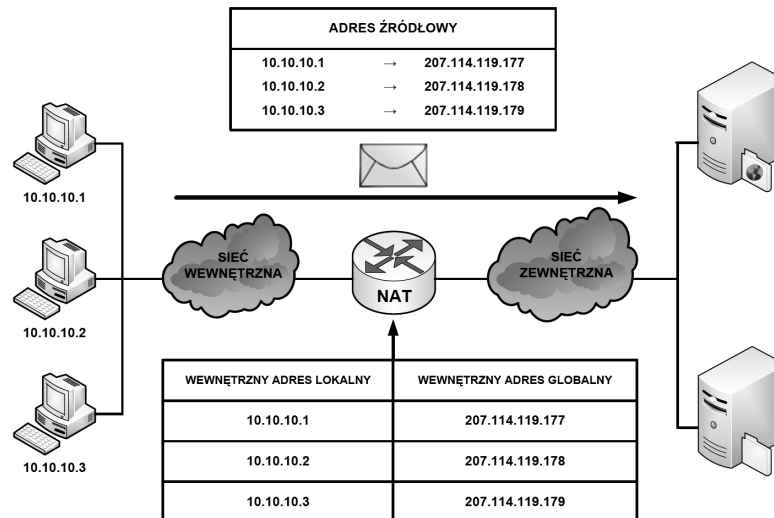 ADRES ŹRÓDŁOWY
10.10.10.1 → 207.114.119.177
10.10.10.2 → 207.114.119.178
10.10.10.3 → 207.114.119.179
10.10.10.1
10.10.10.2
10.10.10.3
SIEĆ
WEWNĘTRZNA
NAT
SIEĆ
ZEWNĘTRZNA
WEWNĘTRZNY ADRES LOKALNY WEWNĘTRZNY ADRES GLOBALNY
10.10.10.1 207.114.119.177
10.10.10.2 207.114.119.178
10.10.10.3 207.114.119.179